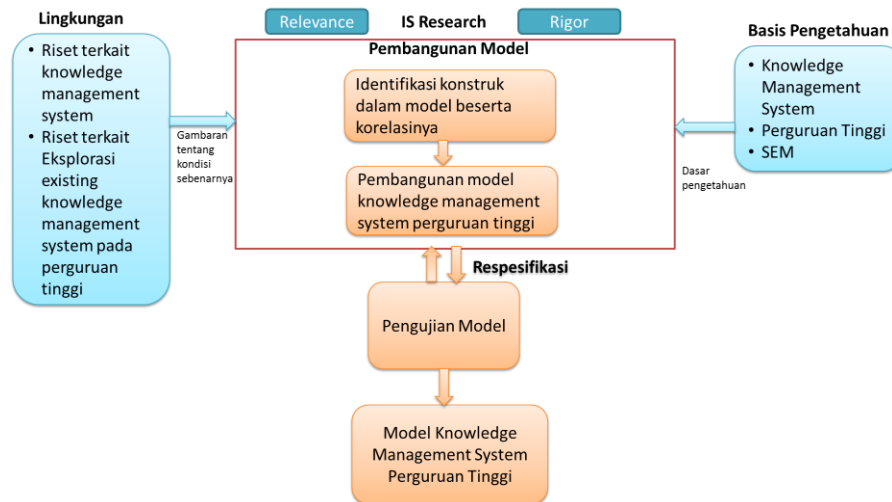 Lingkungan
• Riset terkait
knowledge
management
system
• Riset terkait
Eksplorasi
existing
knowledge
management
system pada
perguruan
tinggi
Gambaran
tentang
kondisi
sebenarnya
Relevance
IS Research
Rigor
Pembangunan Model
Identifikasi konstruk
dalam model beserta
korelasinya
Pembangunan model
knowledge management
system perguruan tinggi
Respesifikasi
Pengujian Model
Model Knowledge
Management System
Perguruan Tinggi
Basis Pengetahuan
• Knowledge
Management
System
• Perguruan Tinggi
• SEM
Dasar
pengetahuan